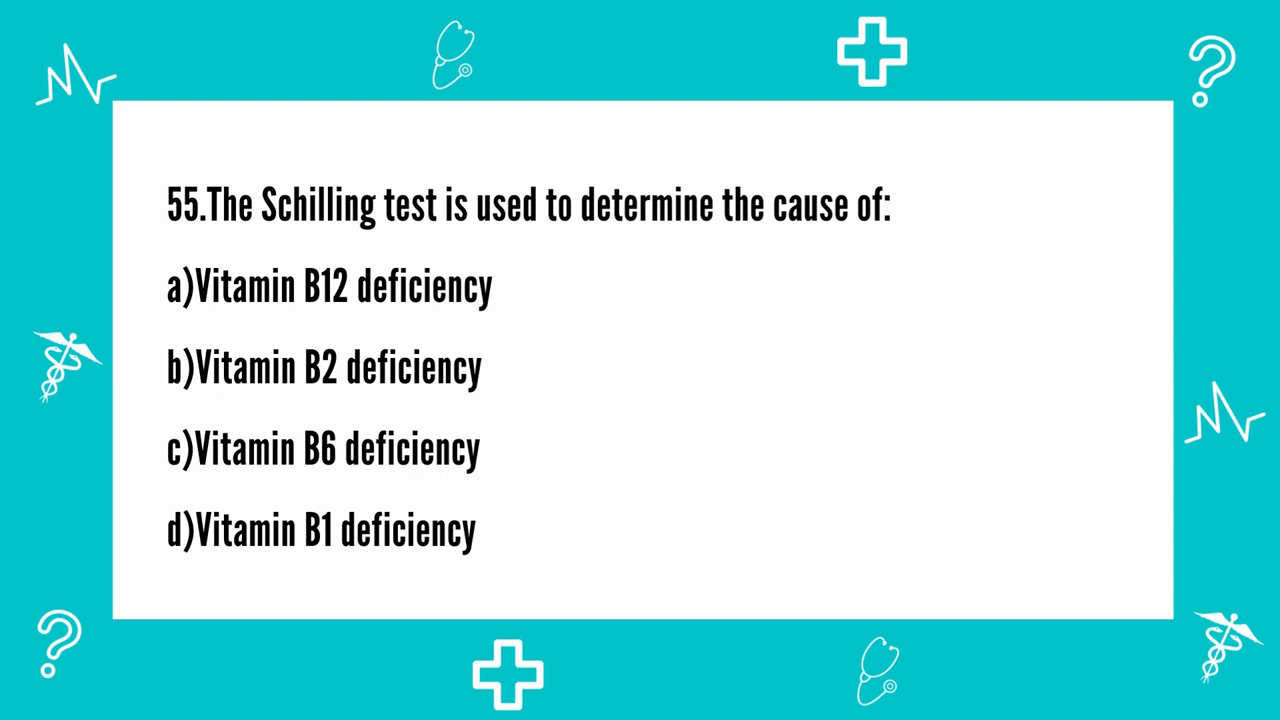 55.The Schilling test is used to determine the cause of:
a)Vitamin B12 deficiency
b)Vitamin B2 deficiency
c)Vitamin B6 deficiency
d)Vitamin B1 deficiency